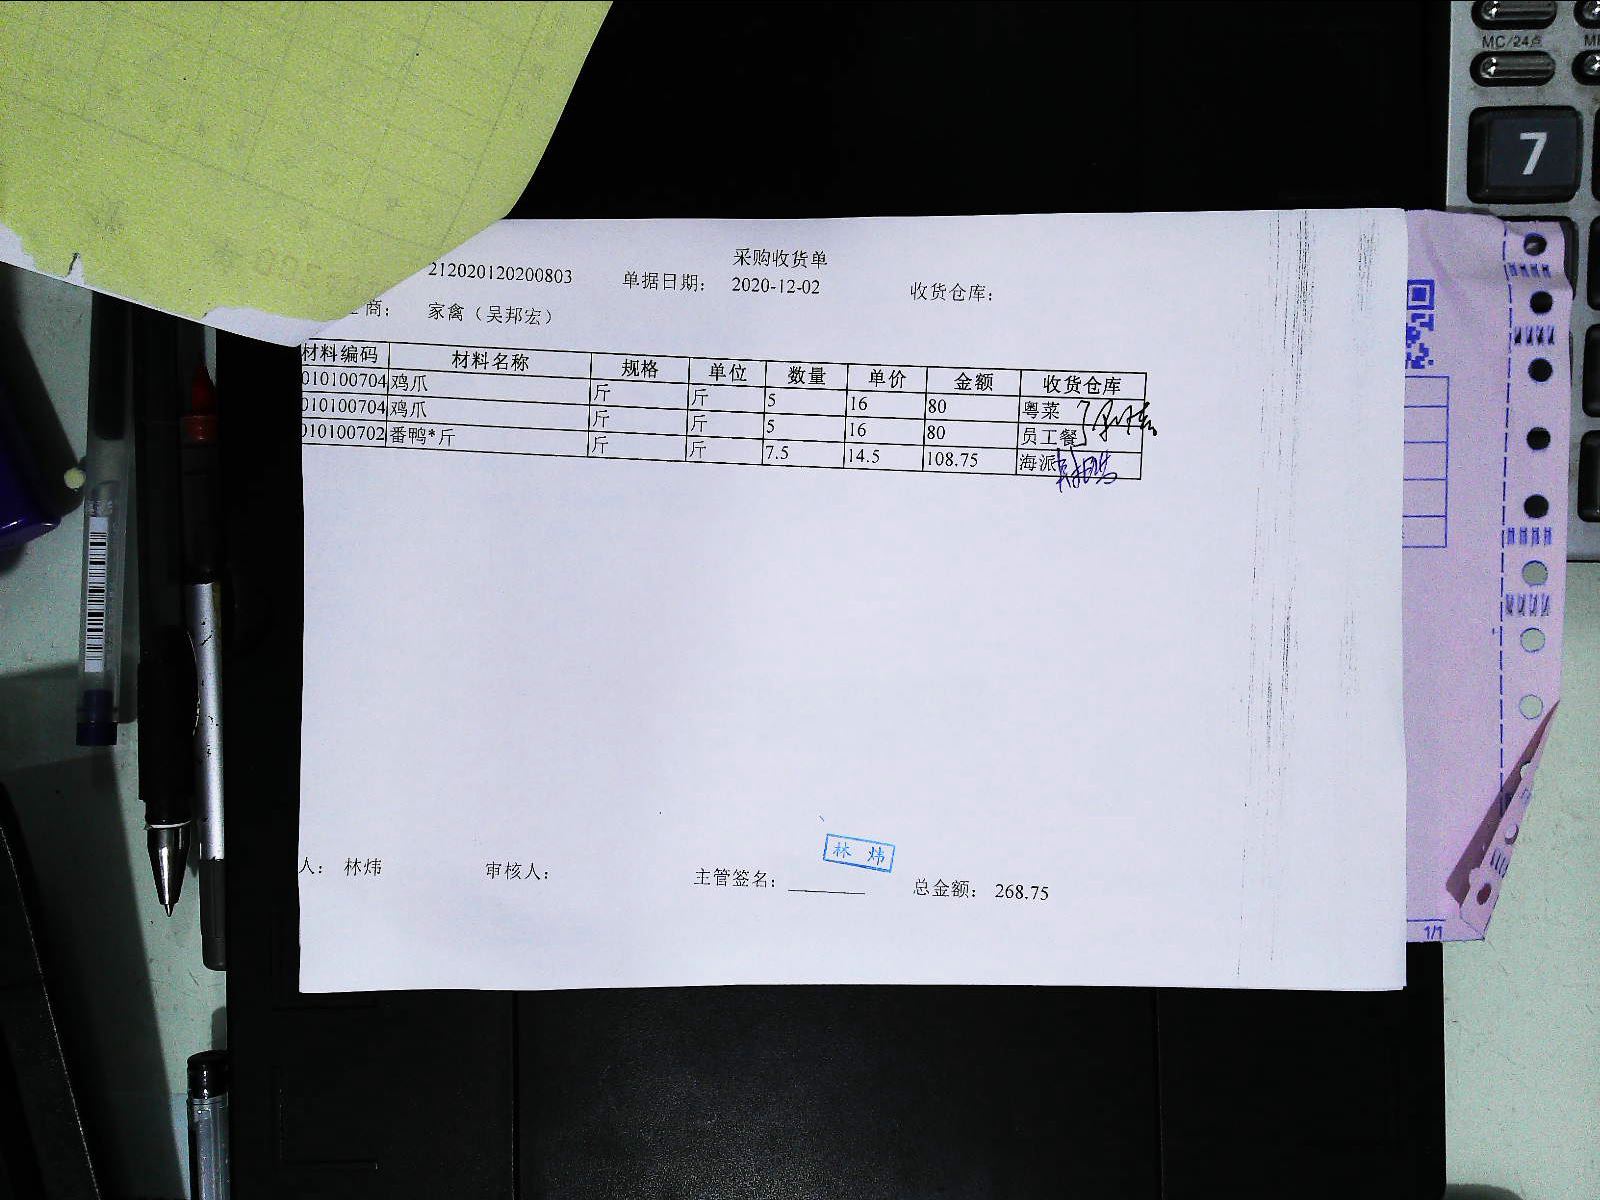 MC/24点
7
采购收货单
212020120200803 单据日期： 2020-12-02 收货仓库：
商： 家禽（吴邦宏）
材料编码 材料名称 规格 单位 数量 单价 金额 收货仓库
010100704 鸡爪 斤 斤 5 16 80 粤菜
010100704 鸡爪 斤 斤 5 16 80 员工餐
010100702 番鸭*斤 斤 斤 7.5 14.5 108.75 海派
林 炜
人： 林炜 审核人： 主管签名： 总金额： 268.75
1/1